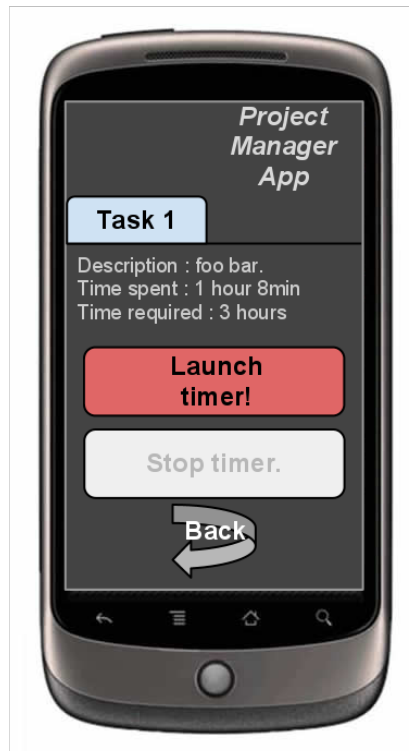 Project
Manager
App
Task 1
Description : foo bar.
Time spent : 1 hour 8min
Time required : 3 hours
Launch
timer!
Stop timer.
Back